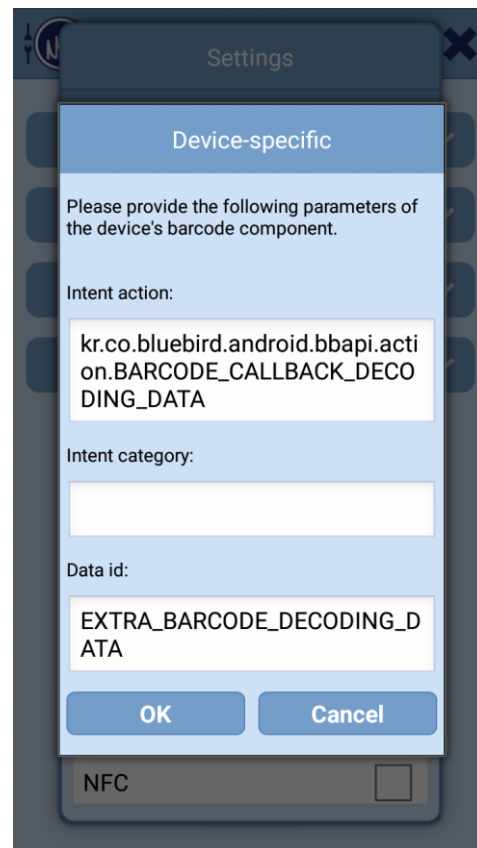 Settings
Device-specific
Please provide the following parameters of
the device's barcode component.
Intent action:
kr.co.bluebird.android.bbapi.acti
on.BARCODE_CALLBACK_DECO
DING_DATA
Intent category:
Data id:
EXTRA_BARCODE_DECODING_D
ATA
OK
Cancel
NFC